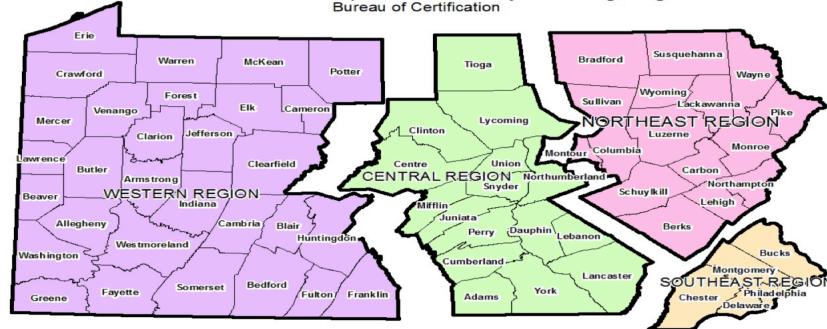 Bureau of Certification
Erie
Warren
McKean
Potter
Crawford
Forest
Elk
Cameron
Venango
Mercer
Clarion
Jefferson
Lawrence
Butler
Clearfield
Armstrong
WESTERN REGION
Beaver
Indiana
Allegheny
Cambria
Blair
Huntingdon
Westmoreland
Washington
Greene
Fayette
Somerset
Bedford
Fulton
Franklin
Tioga
Lycoming
Clinton
Centre
Union
CENTRAL REGION
Snyder
Northumberland
Montour
Mifflin
Juniata
Perry
Dauphin
Lebanon
Cumberland
Lancaster
Adams
York
Bradford
Susquehanna
Wayne
Sullivan
Wyoming
Lackawanna
Pike
NORTHEAST REGION
Luzerne
Columbia
Monroe
Carbon
Northampton
Schuylkill
Lehigh
Berks
Bucks
Montgomery
SOUTHEAST REGION
Philadelphia
Chester
Delaware